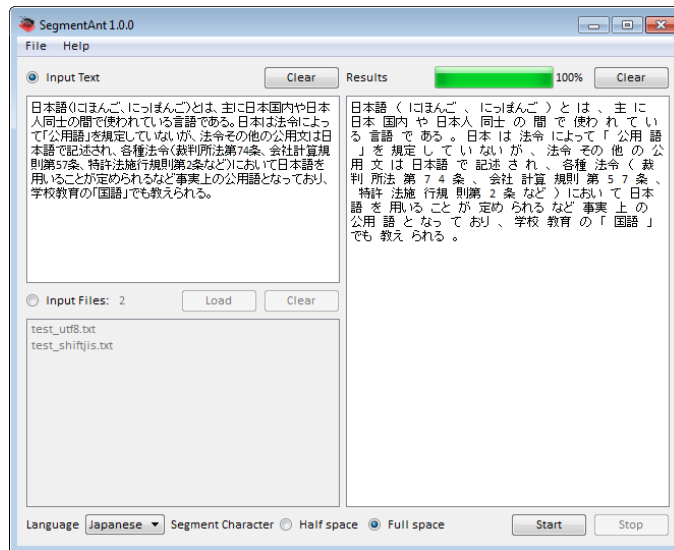 SegmentAnt 1.0.0
File Help
Input Text
Clear
Results
100%
Clear
日本語(にほんご、にっぽんご)とは、主に日本国内や日本
人同士の間で使われている言語である。日本は法令によっ
て「公用語」を規定していないが、法令その他の公用文は日
本語で記述され、各種法令(裁判所法第74条、会社計算規
則第57条、特許法施行規則第2条など)において日本語を
用いることが定められるなど事実上の公用語となっており、
学校教育の「国語」でも教えられる。
日本語 ( にほんご 、 にっぽんご ) と は 、 主 に
日本 国内 や 日本人 同士 の 間 で 使わ れ て い
る 言語 で ある 。 日本 は 法令 によって 「 公用 語
」 を 規定 し て い ない が 、 法令 その 他 の 公
用 文 は 日本語 で 記述 さ れ 、 各種 法令 ( 裁
判 所法 第 7 4 条 、 会社 計算 規則 第 5 7 条 、
特許 法施 行規 則第 2 条 など ) におい て 日本
語 を 用いる こと が 定め られる など 事実 上 の
公用 語 と なっ て おり 、 学校 教育 の 「 国語 」
でも 教え られる 。
Input Files: 2
Load
Clear
test_utf8.txt
test_shiftjis.txt
Language Japanese Segment Character Half space Full space
Start
Stop